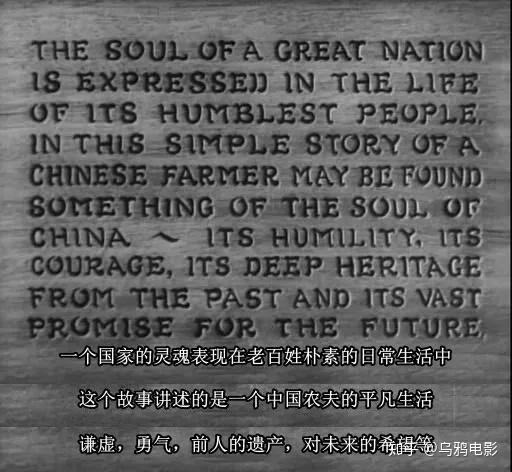 THE SOUL OF A GREAT NATION
IS EXPRESSED IN THE LIFE
OF ITS HUMBLEST PEOPLE.
IN THIS SIMPLE STORY OF A
CHINESE FARMER MAY BE FOUND
SOMETHING OF THE SOUL OF
CHINA ~ ITS HUMILITY, ITS
COURAGE, ITS DEEP HERITAGE
FROM THE PAST AND ITS VAST
PROMISE FOR THE FUTURE,
一个国家的灵魂表现在老百姓朴素的日常生活中
这个故事讲述的是一个中国农夫的平凡生活
谦虚，勇气，前人的遗产，对未来的希望等
知乎 @乌鸦电影